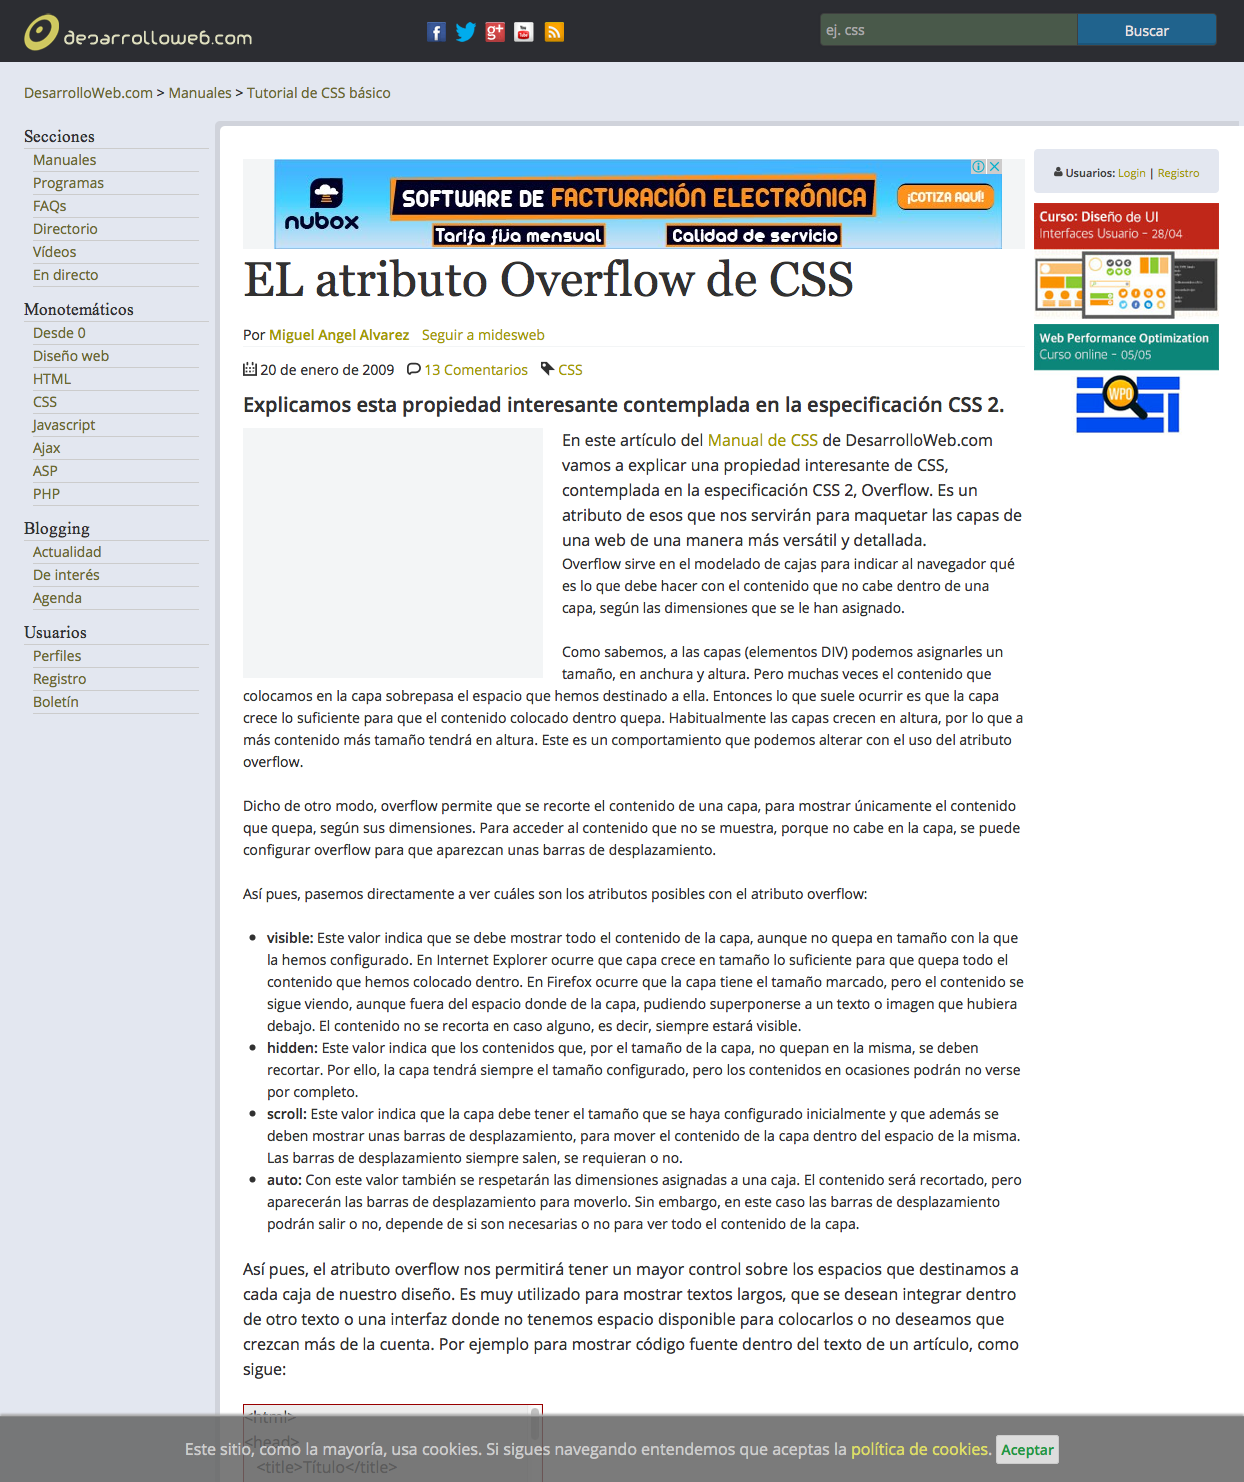 desarrolloweb.com
ej. css
Buscar
DesarrolloWeb.com > Manuales > Tutorial de CSS básico
Secciones
Manuales
Programas
FAQs
Directorio
Vídeos
En directo
Monotemáticos
Desde 0
Diseño web
HTML
CSS
Javascript
Ajax
ASP
PHP
Blogging
Actualidad
De interés
Agenda
Usuarios
Perfiles
Registro
Boletín
nubox
SOFTWARE DE FACTURACIÓN ELECTRÓNICA
¡COTIZA AQUÍ!
Tarifa fija mensual
Calidad de servicio
EL atributo Overflow de CSS
Por Miguel Angel Alvarez Seguir a midesweb
20 de enero de 2009 13 Comentarios CSS
Explicamos esta propiedad interesante contemplada en la especificación CSS 2.
En este artículo del Manual de CSS de DesarrolloWeb.com
vamos a explicar una propiedad interesante de CSS,
contemplada en la especificación CSS 2, Overflow. Es un
atributo de esos que nos servirán para maquetar las capas de
una web de una manera más versátil y detallada.
Overflow sirve en el modelado de cajas para indicar al navegador qué
es lo que debe hacer con el contenido que no cabe dentro de una
capa, según las dimensiones que se le han asignado.
Como sabemos, a las capas (elementos DIV) podemos asignarles un
tamaño, en anchura y altura. Pero muchas veces el contenido que
colocamos en la capa sobrepasa el espacio que hemos destinado a ella. Entonces lo que suele ocurrir es que la capa
crece lo suficiente para que el contenido colocado dentro quepa. Habitualmente las capas crecen en altura, por lo que a
más contenido más tamaño tendrá en altura. Este es un comportamiento que podemos alterar con el uso del atributo
overflow.
Dicho de otro modo, overflow permite que se recorte el contenido de una capa, para mostrar únicamente el contenido
que quepa, según sus dimensiones. Para acceder al contenido que no se muestra, porque no cabe en la capa, se puede
configurar overflow para que aparezcan unas barras de desplazamiento.
Así pues, pasemos directamente a ver cuáles son los atributos posibles con el atributo overflow:
visible: Este valor indica que se debe mostrar todo el contenido de la capa, aunque no quepa en tamaño con la que
la hemos configurado. En Internet Explorer ocurre que capa crece en tamaño lo suficiente para que quepa todo el
contenido que hemos colocado dentro. En Firefox ocurre que la capa tiene el tamaño marcado, pero el contenido se
sigue viendo, aunque fuera del espacio donde de la capa, pudiendo superponerse a un texto o imagen que hubiera
debajo. El contenido no se recorta en caso alguno, es decir, siempre estará visible.
hidden: Este valor indica que los contenidos que, por el tamaño de la capa, no quepan en la misma, se deben
recortar. Por ello, la capa tendrá siempre el tamaño configurado, pero los contenidos en ocasiones podrán no verse
por completo.
scroll: Este valor indica que la capa debe tener el tamaño que se haya configurado inicialmente y que además se
deben mostrar unas barras de desplazamiento, para mover el contenido de la capa dentro del espacio de la misma.
Las barras de desplazamiento siempre salen, se requieran o no.
auto: Con este valor también se respetarán las dimensiones asignadas a una caja. El contenido será recortado, pero
aparecerán las barras de desplazamiento para moverlo. Sin embargo, en este caso las barras de desplazamiento
podrán salir o no, depende de si son necesarias o no para ver todo el contenido de la capa.
Así pues, el atributo overflow nos permitirá tener un mayor control sobre los espacios que destinamos a
cada caja de nuestro diseño. Es muy utilizado para mostrar textos largos, que se desean integrar dentro
de otro texto o una interfaz donde no tenemos espacio disponible para colocarlos o no deseamos que
crezcan más de la cuenta. Por ejemplo para mostrar código fuente dentro del texto de un artículo, como
sigue:
<html>
<head>
<title>Título</title>
Usuarios: Login | Registro
Curso: Diseño de UI
Interfaces Usuario - 28/04
Web Performance Optimization
Curso online - 05/05
WPO
Este sitio, como la mayoría, usa cookies. Si sigues navegando entendemos que aceptas la política de cookies. Aceptar